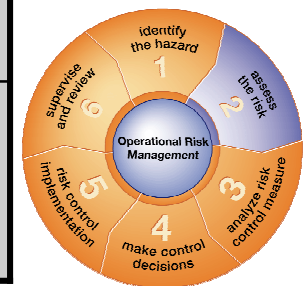 identify
the hazard
1
assess
the risk
2
analyze risk
control measure
3
make control
decisions
4
risk control
implementation
5
supervise
and review
6
Operational Risk
Management